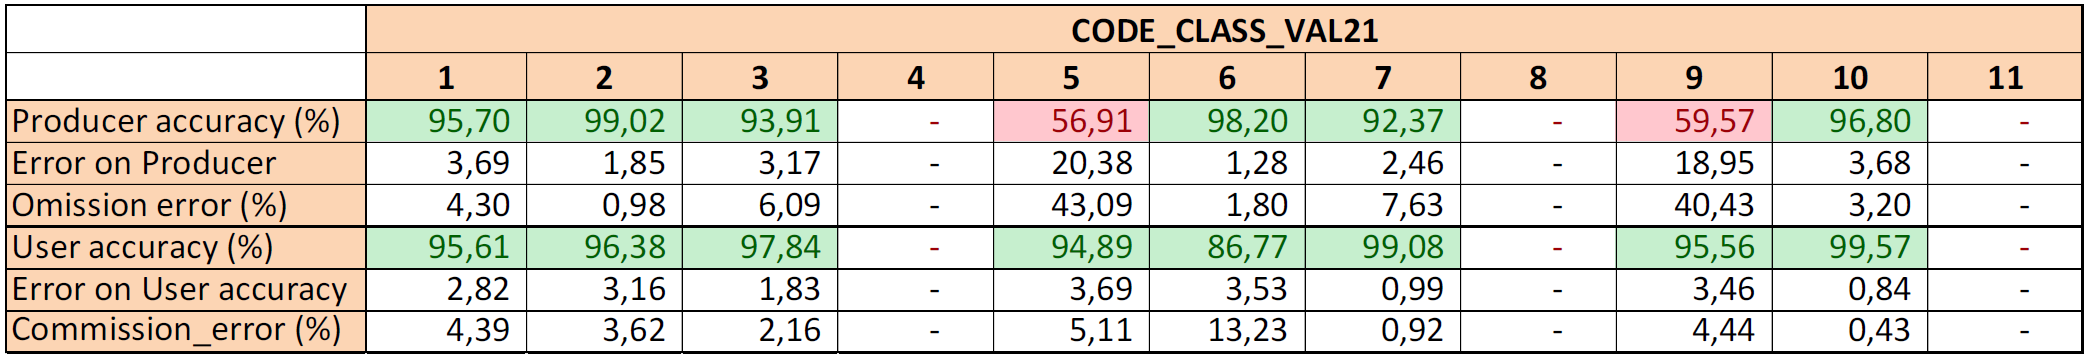 CODE_CLASS_VAL21
1 2 3 4 5 6 7 8 9 10 11
Producer accuracy (%) 95,70 99,02 93,91 - 56,91 98,20 92,37 - 59,57 96,80 -
Error on Producer 3,69 1,85 3,17 - 20,38 1,28 2,46 - 18,95 3,68 -
Omission error (%) 4,30 0,98 6,09 - 43,09 1,80 7,63 - 40,43 3,20 -
User accuracy (%) 95,61 96,38 97,84 - 94,89 86,77 99,08 - 95,56 99,57 -
Error on User accuracy 2,82 3,16 1,83 - 3,69 3,53 0,99 - 3,46 0,84 -
Commission_error (%) 4,39 3,62 2,16 - 5,11 13,23 0,92 - 4,44 0,43 -